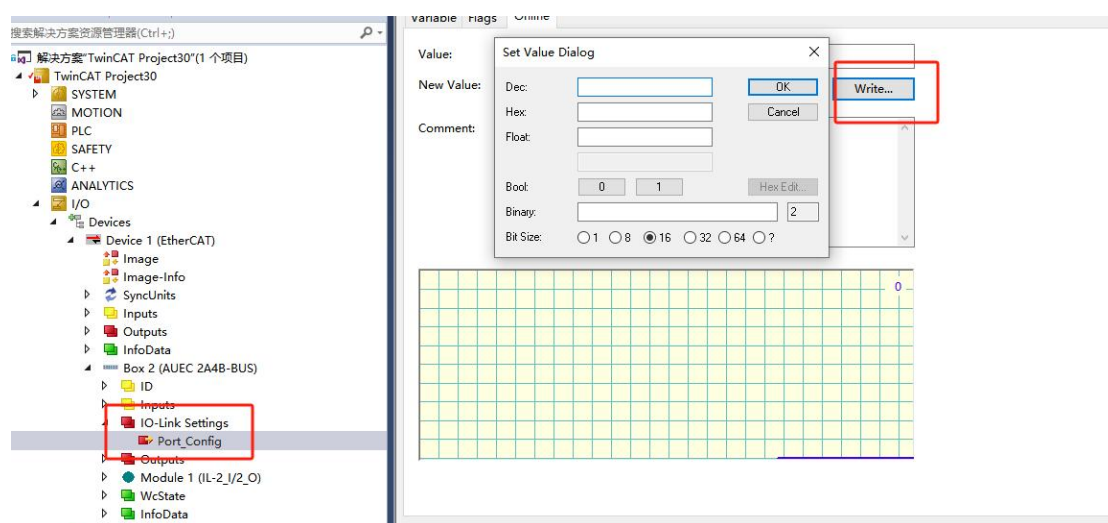 搜索解决方案资源管理器(Ctrl+;)
解决方案"TwinCAT Project30"(1 个项目)
TwinCAT Project30
SYSTEM
MOTION
PLC
SAFETY
C++
ANALYTICS
I/O
Devices
Device 1 (EtherCAT)
Image
Image-Info
SyncUnits
Inputs
Outputs
InfoData
Box 2 (AUEC 2A4B-BUS)
ID
Inputs
IO-Link Settings
Port_Config
Outputs
Module 1 (IL-2_I/2_O)
WcState
InfoData
Variable Flags Online
Value:
New Value:
Write...
Comment:
Set Value Dialog
Dec:
OK
Hex:
Cancel
Float:
Bool:
0
1
Hex Edit...
Binary:
2
Bit Size:
1 8 16 32 64 ?
0